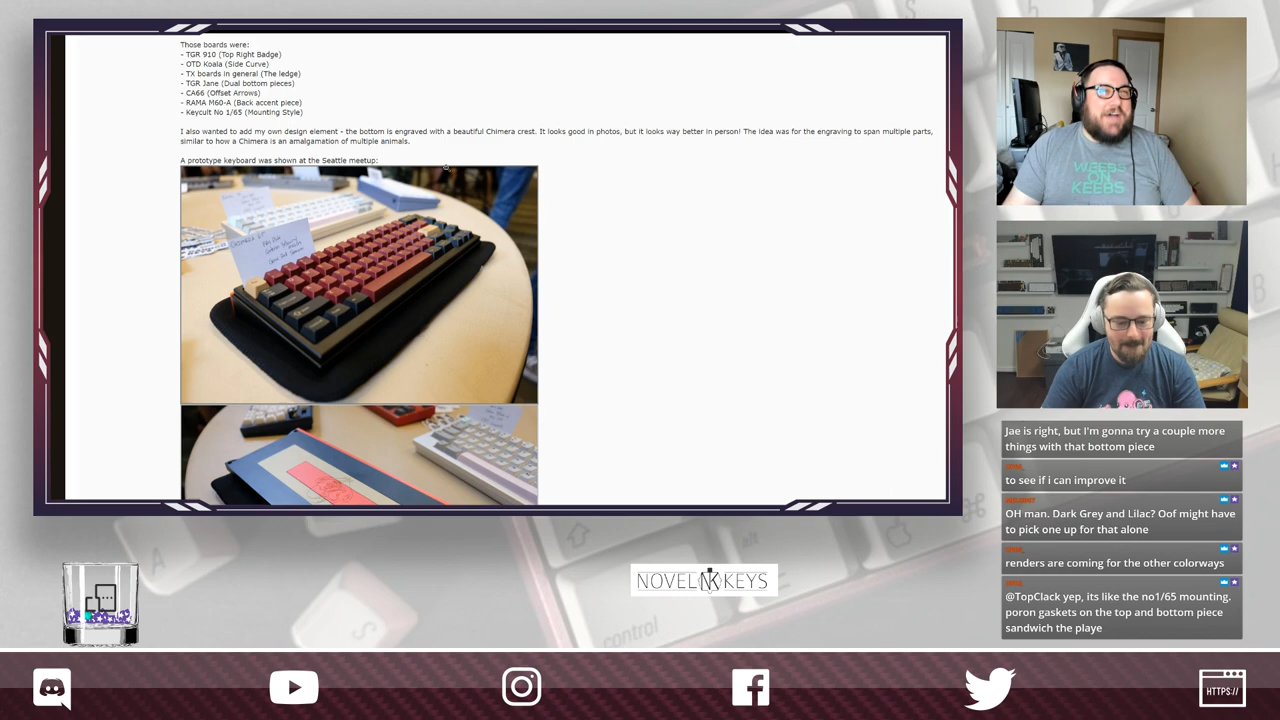 Those boards were:
- TGR 910 (Top Right Badge)
- OTD Koala (Side Curve)
- TX boards in general (The ledge)
- TGR Jane (Dual bottom pieces)
- CA66 (Offset Arrows)
- RAMA M60-A (Back accent piece)
- Keycult No 1/65 (Mounting Style)
I also wanted to add my own design element - the bottom is engraved with a beautiful Chimera crest. It looks good in photos, but it looks way better in person! The idea was for the engraving to span multiple parts,
similar to how a Chimera is an amalgamation of multiple animals.
A prototype keyboard was shown at the Seattle meetup:
WEEBS
ON
KEEBS
Jae is right, but I'm gonna try a couple more
things with that bottom piece
to see if i can improve it
OH man. Dark Grey and Lilac? Oof might have
to pick one up for that alone
renders are coming for the other colorways
@TopClack yep, its like the no1/65 mounting.
poron gaskets on the top and bottom piece
sandwich the playe
NOVELKEYS
alt
control
HTTPS://